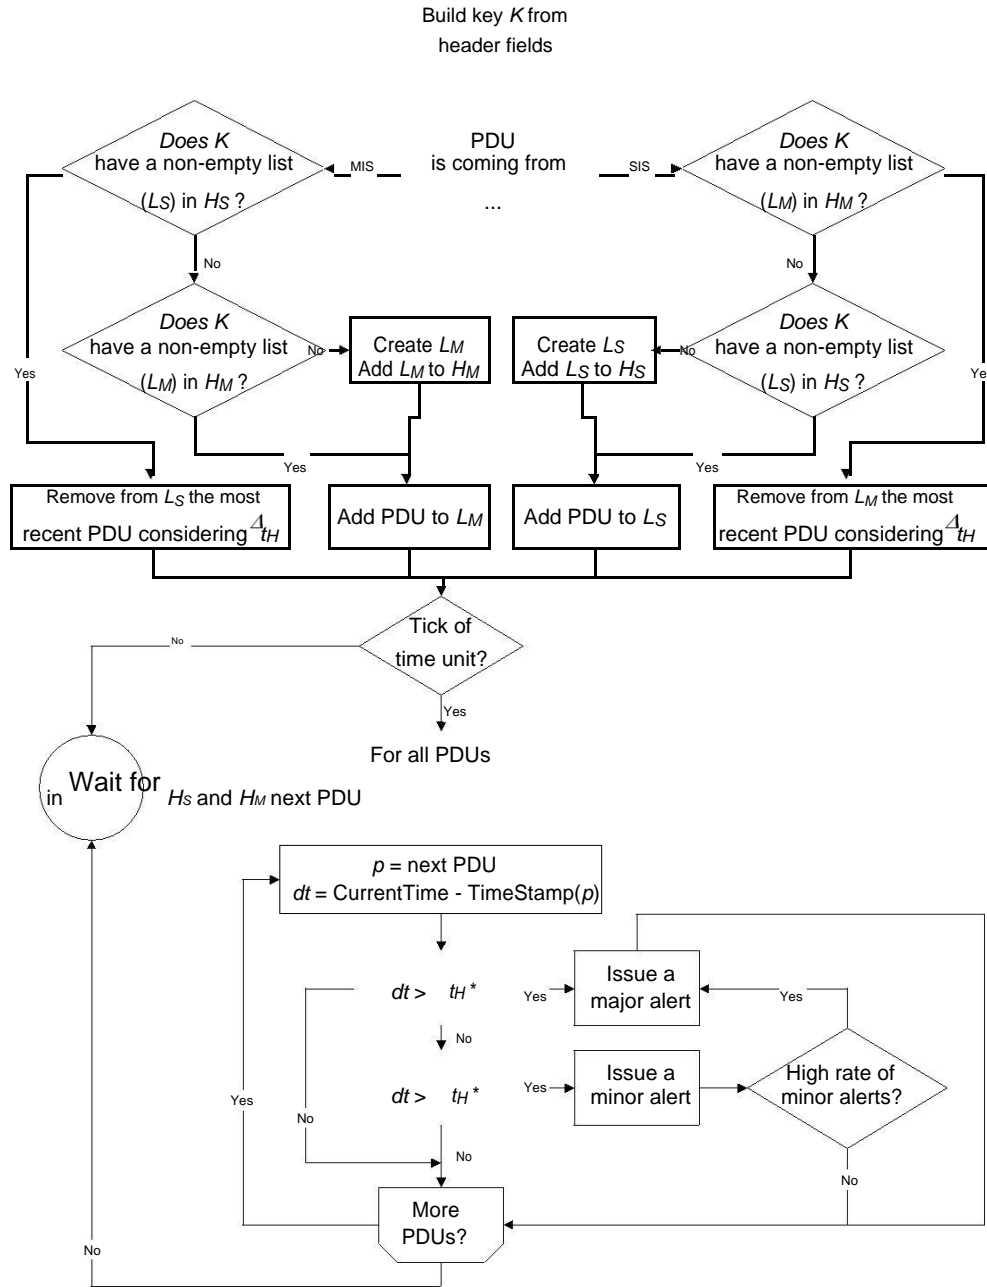 Build key K from
header fields
Does K
have a non-empty list
(LS) in HS ?
MIS
PDU
is coming from
...
SIS
Does K
have a non-empty list
(LM) in HM ?
No
No
Does K
have a non-empty list
(LM) in HM ?
No
Create LM
Add LM to HM
Create LS
Add LS to HS
No
Does K
have a non-empty list
(LS) in HS ?
Yes
Yes
Yes
Yes
Remove from LS the most
recent PDU considering ΔtH
Add PDU to LM
Add PDU to LS
Remove from LM the most
recent PDU considering ΔtH
Tick of
time unit?
No
Yes
For all PDUs
in Wait for HS and HM next PDU
p = next PDU
dt = CurrentTime - TimeStamp(p)
dt > tH *
Yes
Issue a
major alert
Yes
No
dt > tH *
Yes
Issue a
minor alert
High rate of
minor alerts?
Yes
No
No
No
More
PDUs?
No